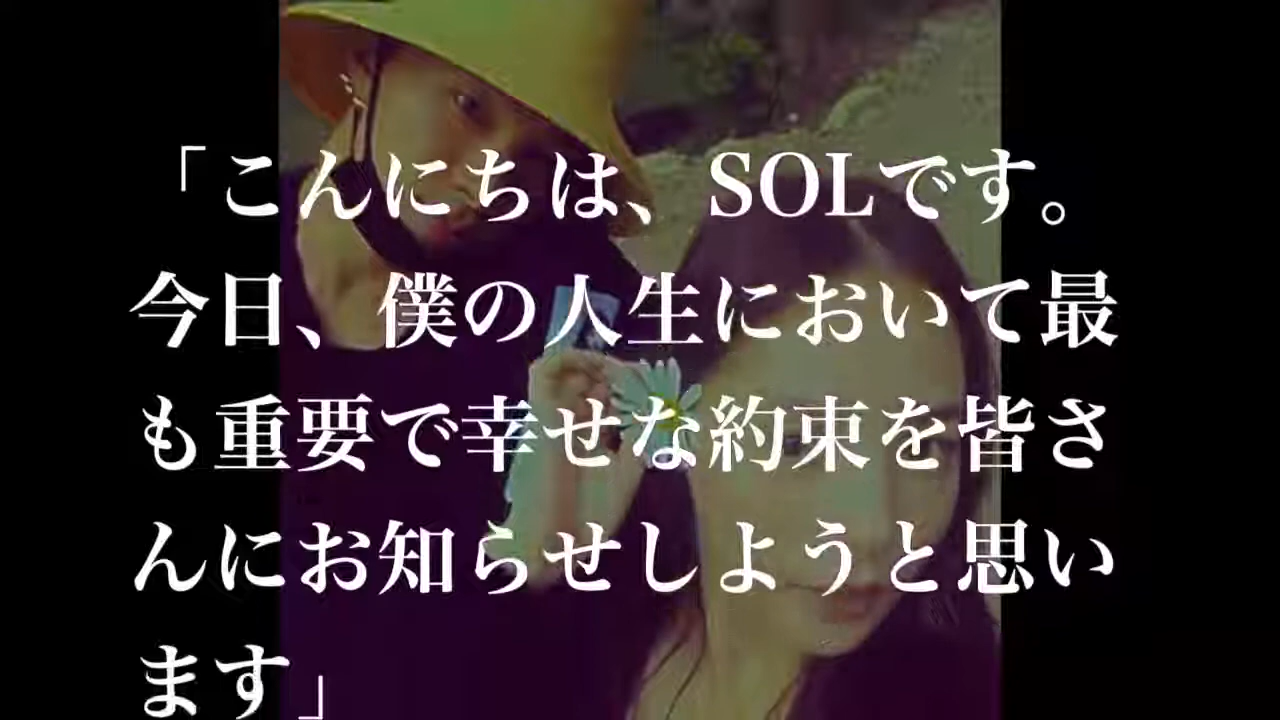 「こんにちは、SOLです。
今日、僕の人生において最
も重要で幸せな約束を皆さ
んにお知らせしようと思い
ます」